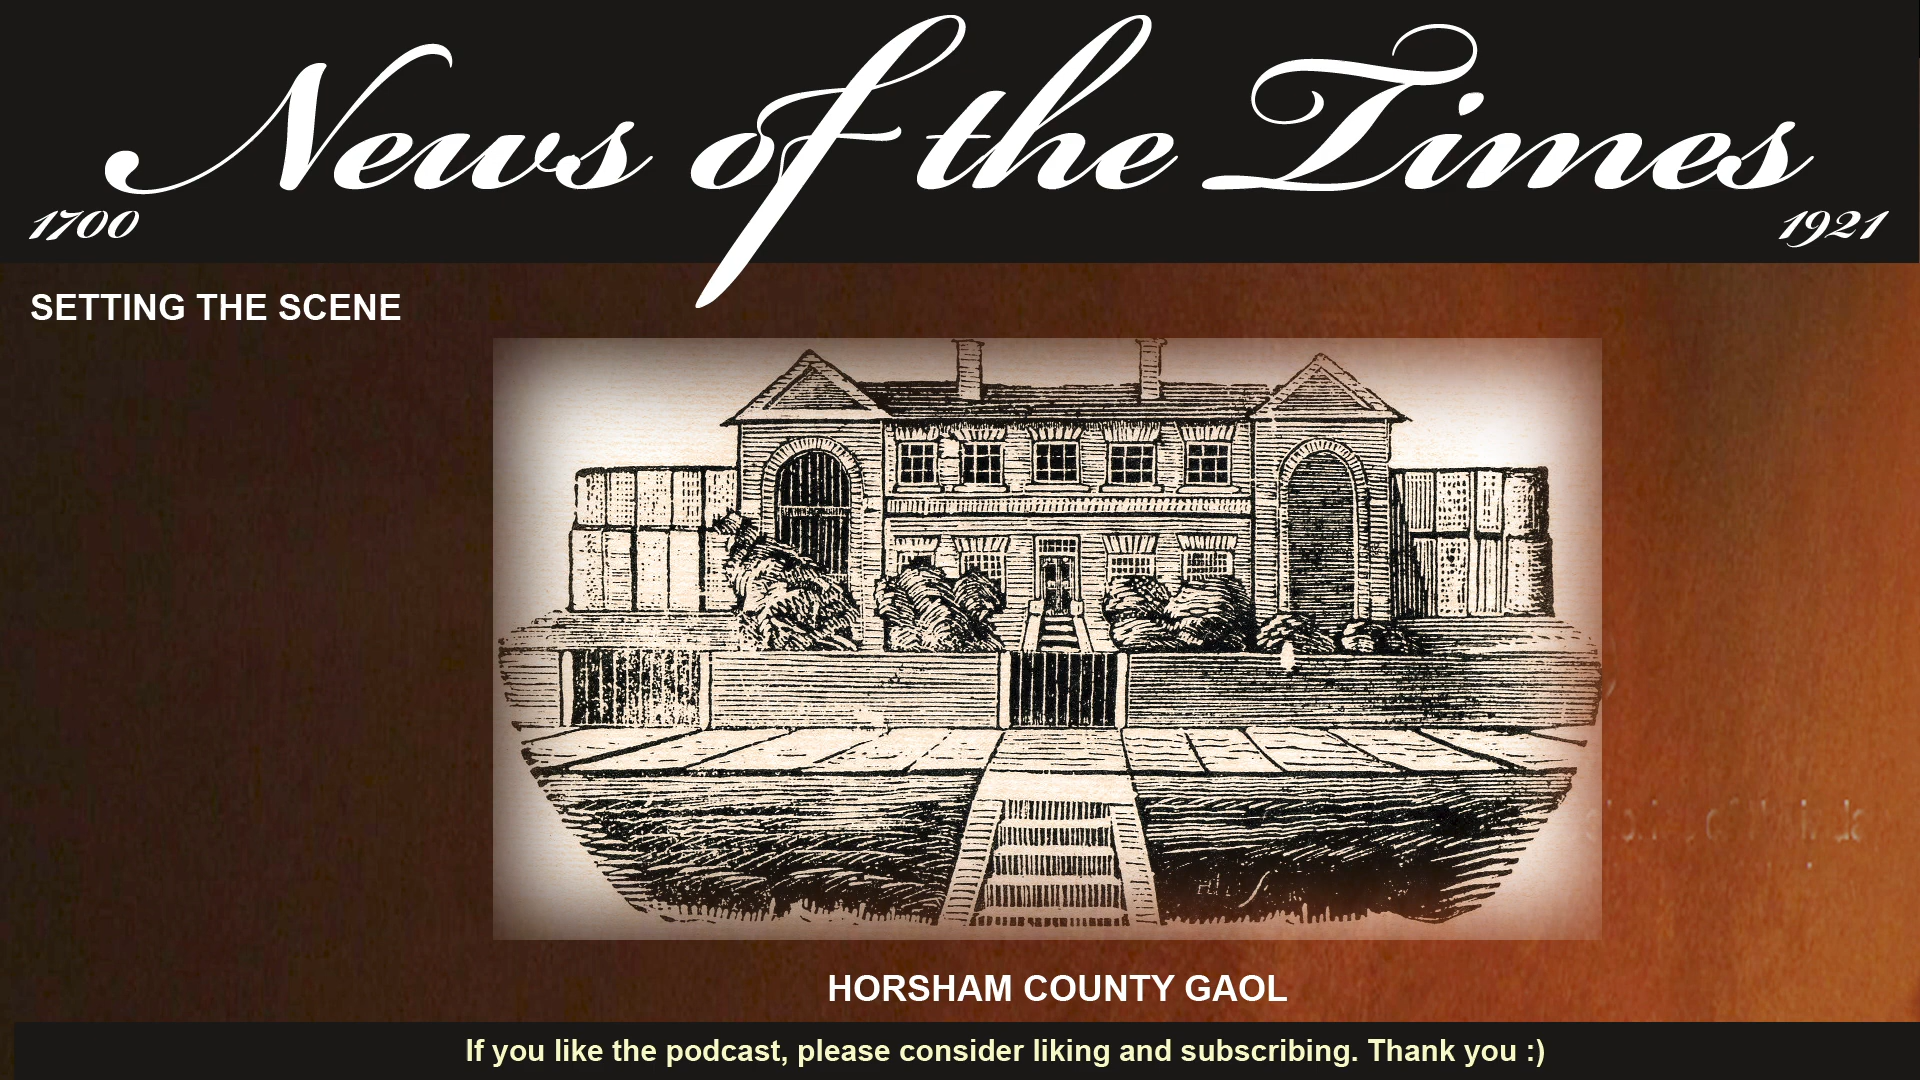 News of the Times
1700
1921
SETTING THE SCENE
HORSHAM COUNTY GAOL
If you like the podcast, please consider liking and subscribing. Thank you :)